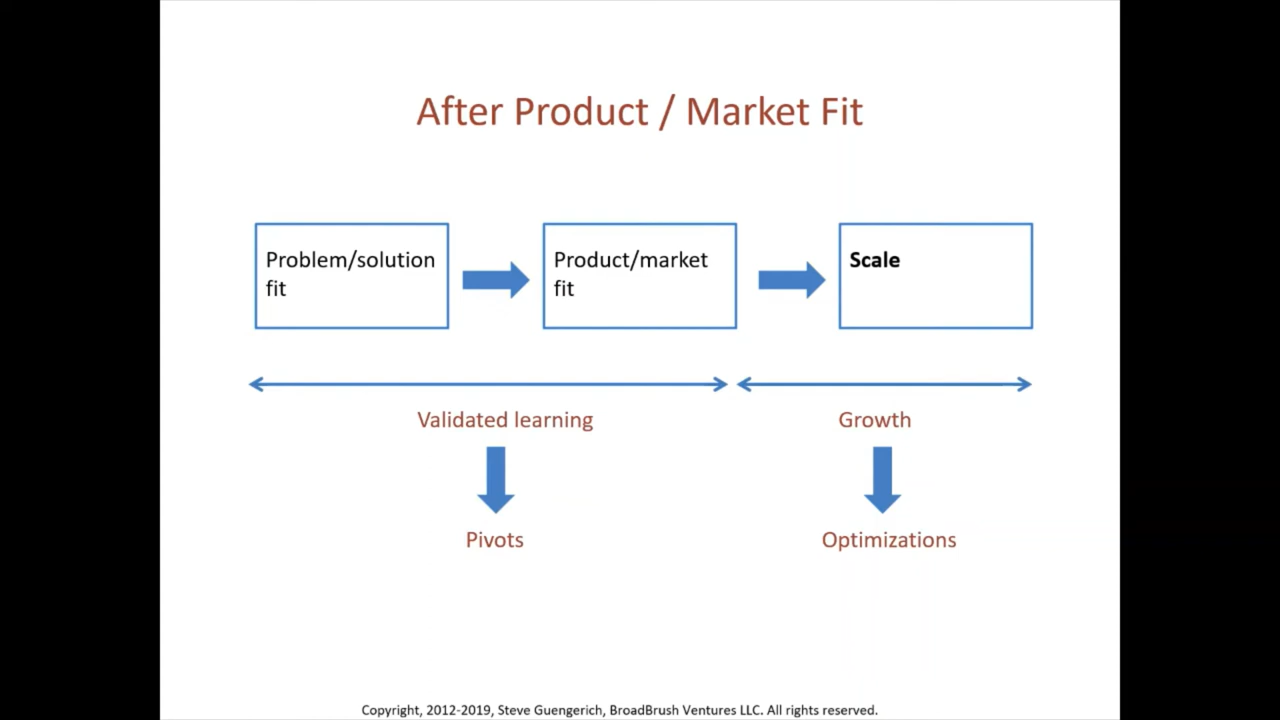 After Product / Market Fit
Problem/solution
fit
Product/market
fit
Scale
Validated learning
Growth
Pivots
Optimizations
Copyright, 2012-2019, Steve Guengerich, BroadBrush Ventures LLC. All rights reserved.